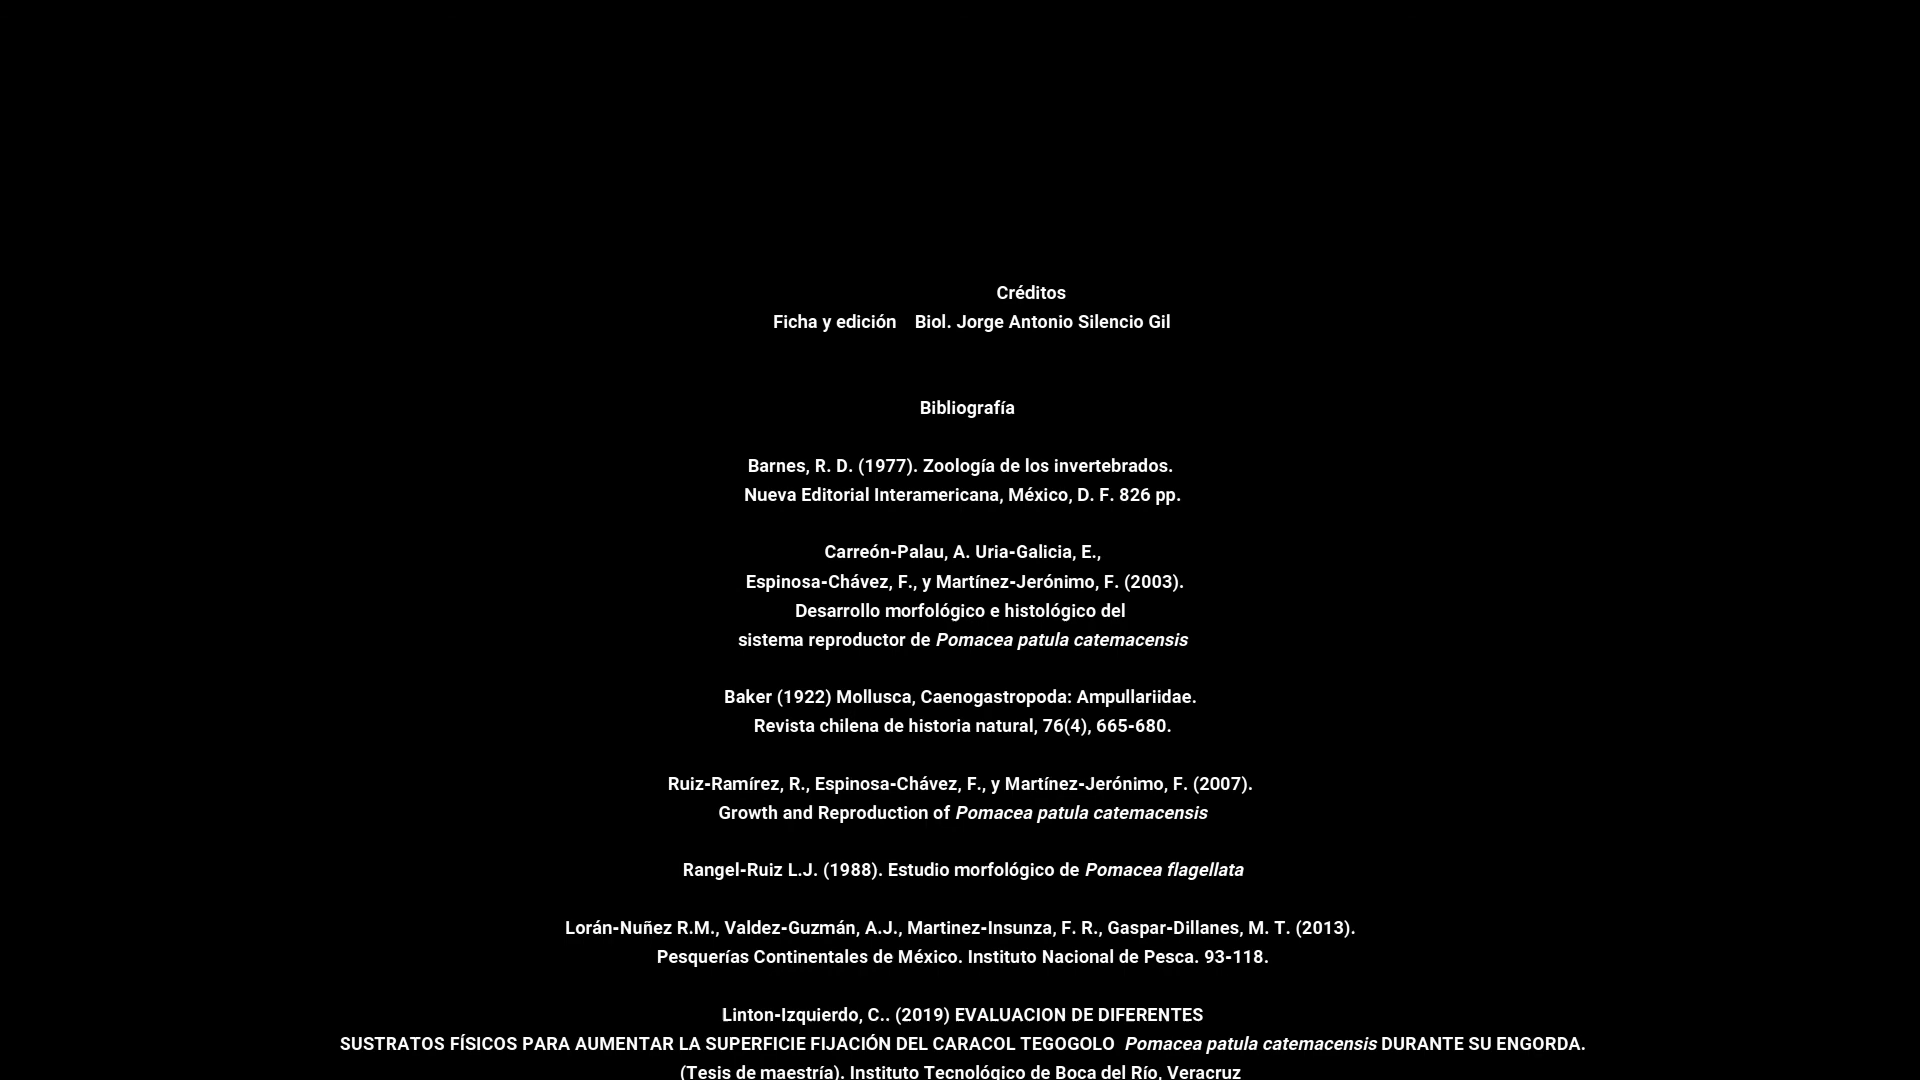 Créditos
Ficha y edición    Biol. Jorge Antonio Silencio Gil
Bibliografía
Barnes, R. D. (1977). Zoología de los invertebrados.
Nueva Editorial Interamericana, México, D. F. 826 pp.
Carreón-Palau, A. Uria-Galicia, E.,
Espinosa-Chávez, F., y Martínez-Jerónimo, F. (2003).
Desarrollo morfológico e histológico del
sistema reproductor de Pomacea patula catemacensis
Baker (1922) Mollusca, Caenogastropoda: Ampullariidae.
Revista chilena de historia natural, 76(4), 665-680.
Ruiz-Ramírez, R., Espinosa-Chávez, F., y Martínez-Jerónimo, F. (2007).
Growth and Reproduction of Pomacea patula catemacensis
Rangel-Ruiz L.J. (1988). Estudio morfológico de Pomacea flagellata
Lorán-Nuñez R.M., Valdez-Guzmán, A.J., Martinez-Insunza, F. R., Gaspar-Dillanes, M. T. (2013).
Pesquerías Continentales de México. Instituto Nacional de Pesca. 93-118.
Linton-Izquierdo, C.. (2019) EVALUACION DE DIFERENTES
SUSTRATOS FÍSICOS PARA AUMENTAR LA SUPERFICIE FIJACIÓN DEL CARACOL TEGOGOLO  Pomacea patula catemacensis DURANTE SU ENGORDA.
(Tesis de maestría). Instituto Tecnológico de Boca del Río, Veracruz